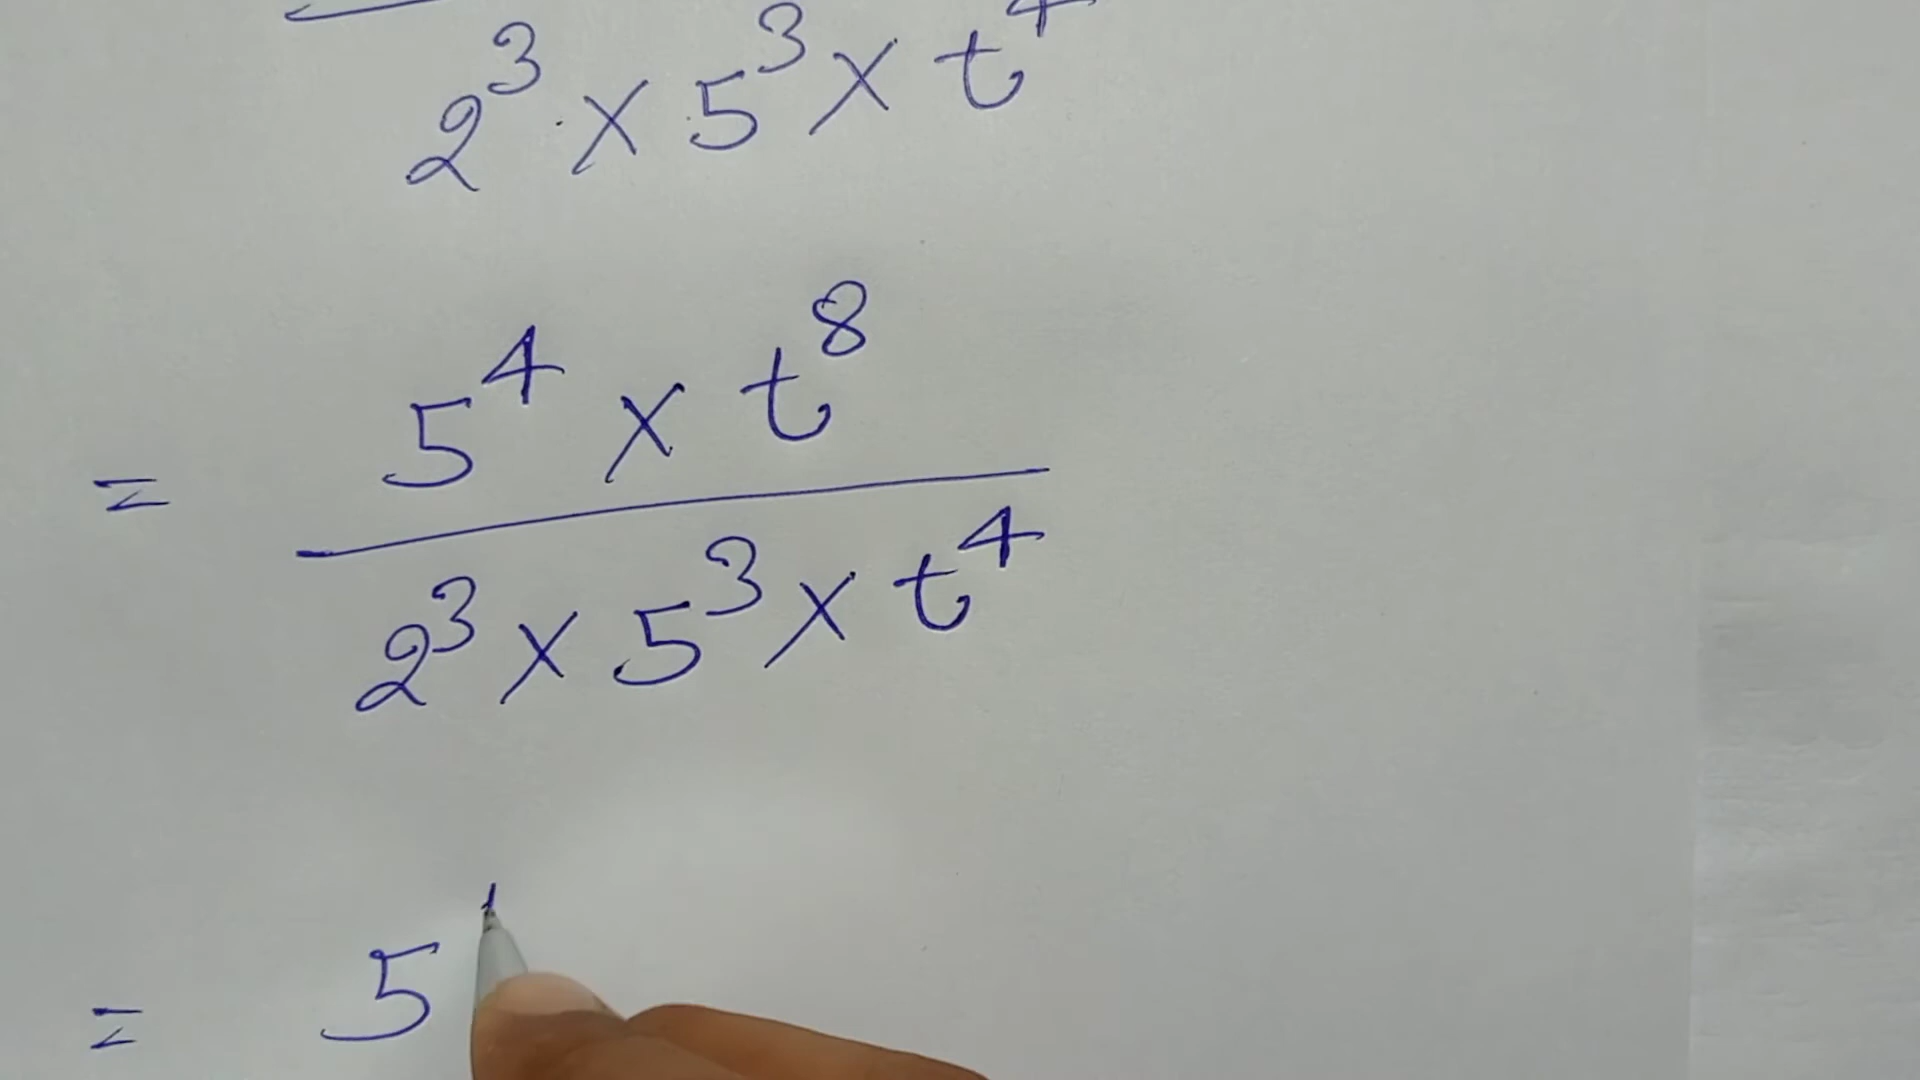 2³ × 5³ × t⁴
5⁴ × t⁸
=
2³ × 5³ × t⁴
= 5